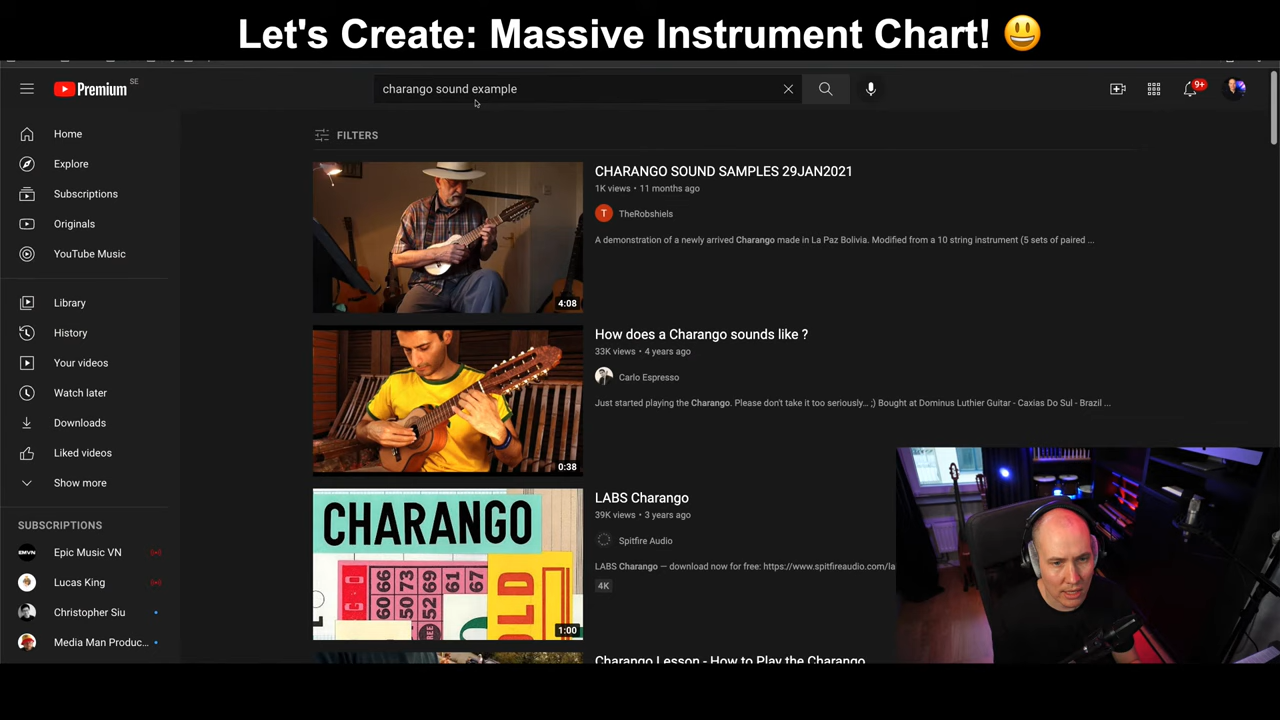 Let's Create: Massive Instrument Chart! 😃
Premium SE
charango sound example
9+
Home
Explore
Subscriptions
Originals
YouTube Music
Library
History
Your videos
Watch later
Downloads
Liked videos
Show more
SUBSCRIPTIONS
Epic Music VN
Lucas King
Christopher Siu
Media Man Produc...
FILTERS
4:08
CHARANGO SOUND SAMPLES 29JAN2021
1K views • 11 months ago
T TheRobshiels
A demonstration of a newly arrived Charango made in La Paz Bolivia. Modified from a 10 string instrument (5 sets of paired ...
0:38
How does a Charango sounds like ?
33K views • 4 years ago
Carlo Espresso
Just started playing the Charango. Please don't take it too seriously... ;) Bought at Dominus Luthier Guitar - Caxias Do Sul - Brazil ...
CHARANGO
1:00
LABS Charango
39K views • 3 years ago
Spitfire Audio
LABS Charango — download now for free: https://www.spitfireaudio.com/la
4K
Charango Lesson - How to Play the Charango